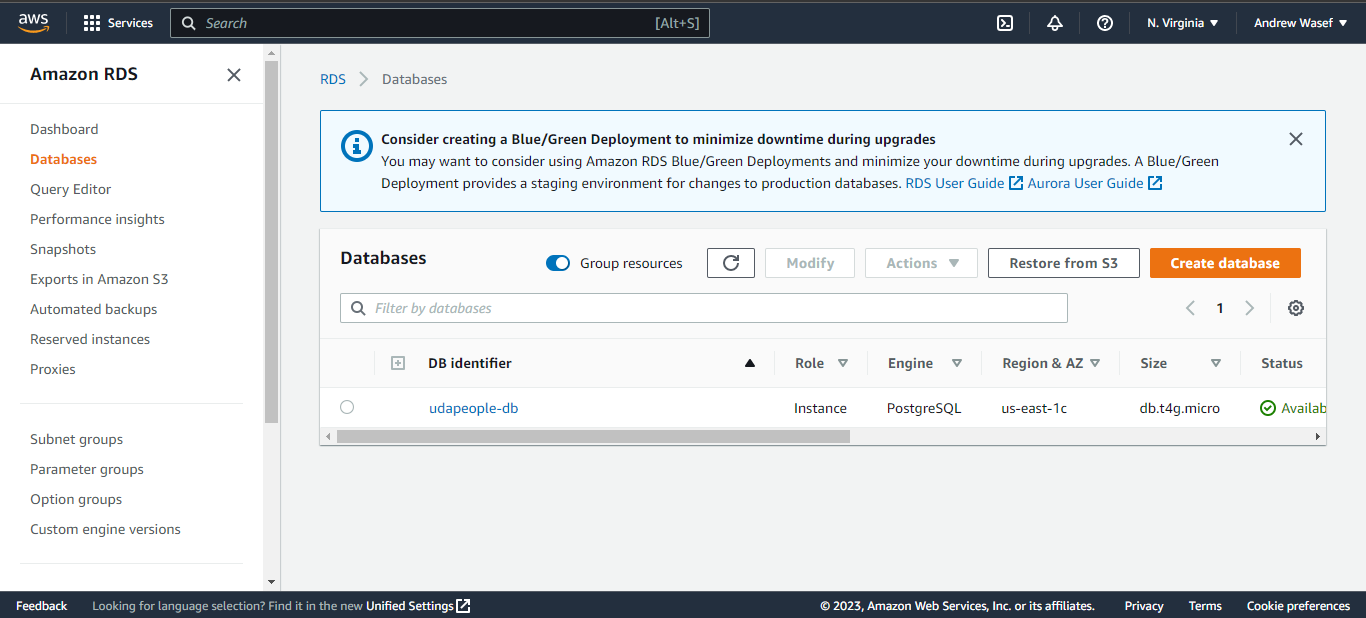 aws
Services
Search
[Alt+S]
N. Virginia
Andrew Wasef
Amazon RDS
Dashboard
Databases
Query Editor
Performance insights
Snapshots
Exports in Amazon S3
Automated backups
Reserved instances
Proxies
Subnet groups
Parameter groups
Option groups
Custom engine versions
RDS
Databases
Consider creating a Blue/Green Deployment to minimize downtime during upgrades
You may want to consider using Amazon RDS Blue/Green Deployments and minimize your downtime during upgrades. A Blue/Green
Deployment provides a staging environment for changes to production databases. RDS User Guide Aurora User Guide
Databases
Group resources
Modify
Actions
Restore from S3
Create database
Filter by databases
1
DB identifier Role Engine Region & AZ Size Status
udapeople-db Instance PostgreSQL us-east-1c db.t4g.micro Availab
Feedback
Looking for language selection? Find it in the new Unified Settings
© 2023, Amazon Web Services, Inc. or its affiliates.
Privacy
Terms
Cookie preferences